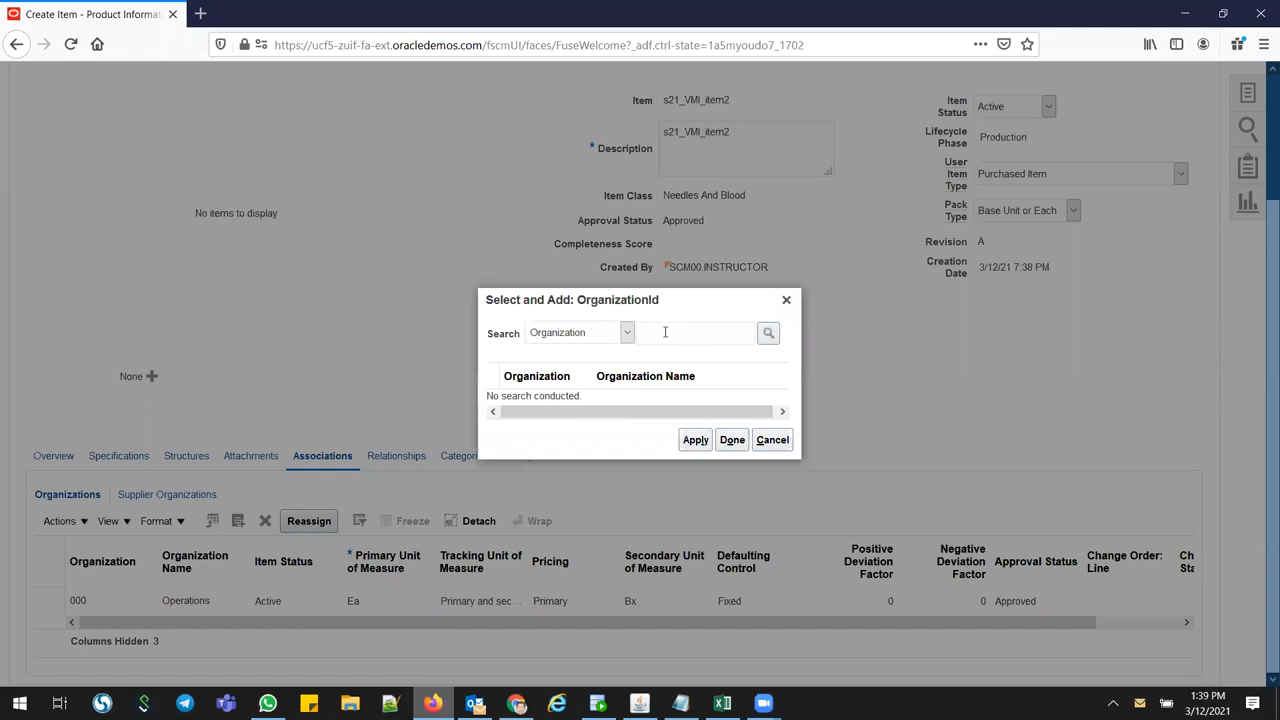 Create Item - Product Informat
https://ucf5-zuif-fa-ext.oracledemos.com/fscmUI/faces/FuseWelcome?_adf.ctrl-state=1a5myoudo7_1702
Item s21_VMI_item2
* Description s21_VMI_item2
Item Class Needles And Blood
Approval Status Approved
Completeness Score
Created By SCM00.INSTRUCTOR
Item Status Active
Lifecycle Phase Production
User Item Type Purchased Item
Pack Type Base Unit or Each
Revision A
Creation Date 3/12/21 7:38 PM
No items to display
None
Select and Add: OrganizationId
Search Organization
Organization Organization Name
No search conducted.
Apply Done Cancel
Overview Specifications Structures Attachments Associations Relationships Categori
Organizations Supplier Organizations
Actions View Format Reassign Freeze Detach Wrap
Organization Organization Name Item Status * Primary Unit of Measure Tracking Unit of Measure Pricing Secondary Unit of Measure Defaulting Control Positive Deviation Factor Negative Deviation Factor Approval Status Change Order: Line Ch Sta
000 Operations Active Ea Primary and sec... Primary Bx Fixed 0 0 Approved
Columns Hidden 3
1:39 PM
3/12/2021